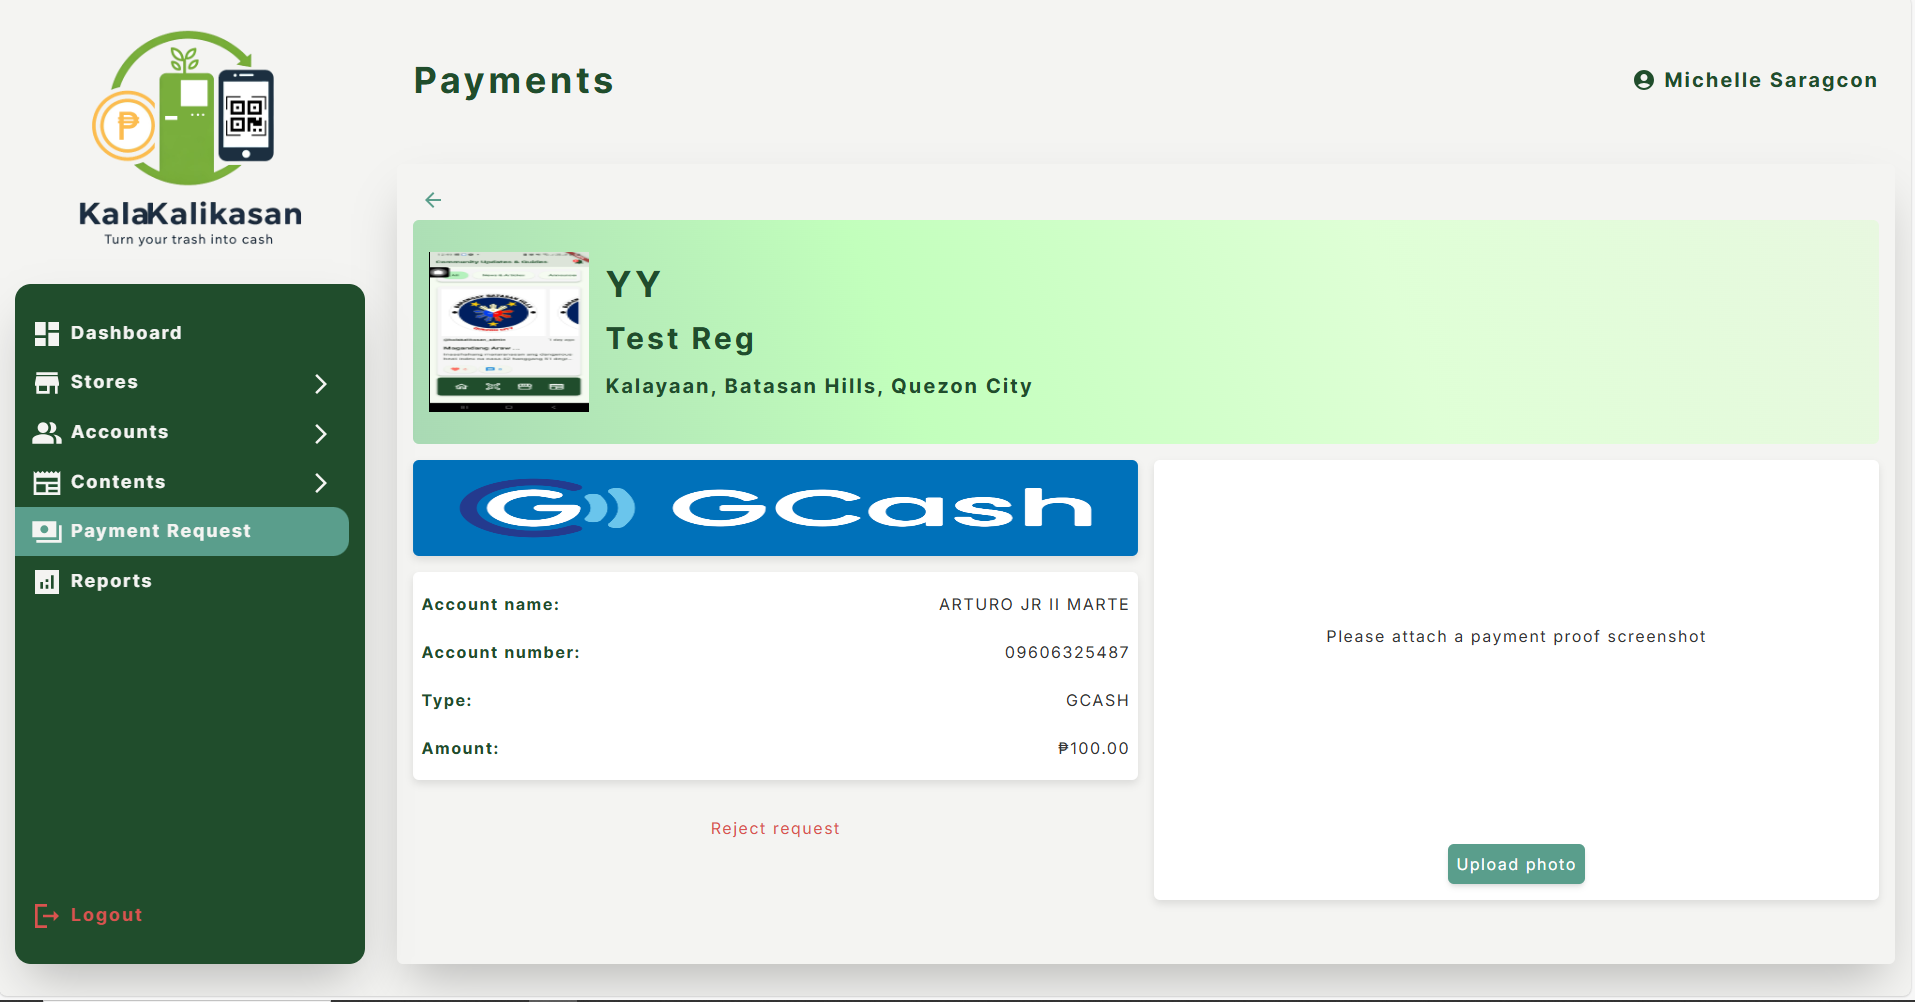 KalaKalikasan
Turn your trash into cash
Payments
Michelle Saragcon
Dashboard
Stores
Accounts
Contents
Payment Request
Reports
Logout
YY
Test Reg
Kalayaan, Batasan Hills, Quezon City
GCash
Account name: ARTURO JR II MARTE
Account number: 09606325487
Type: GCASH
Amount: ₱100.00
Reject request
Please attach a payment proof screenshot
Upload photo